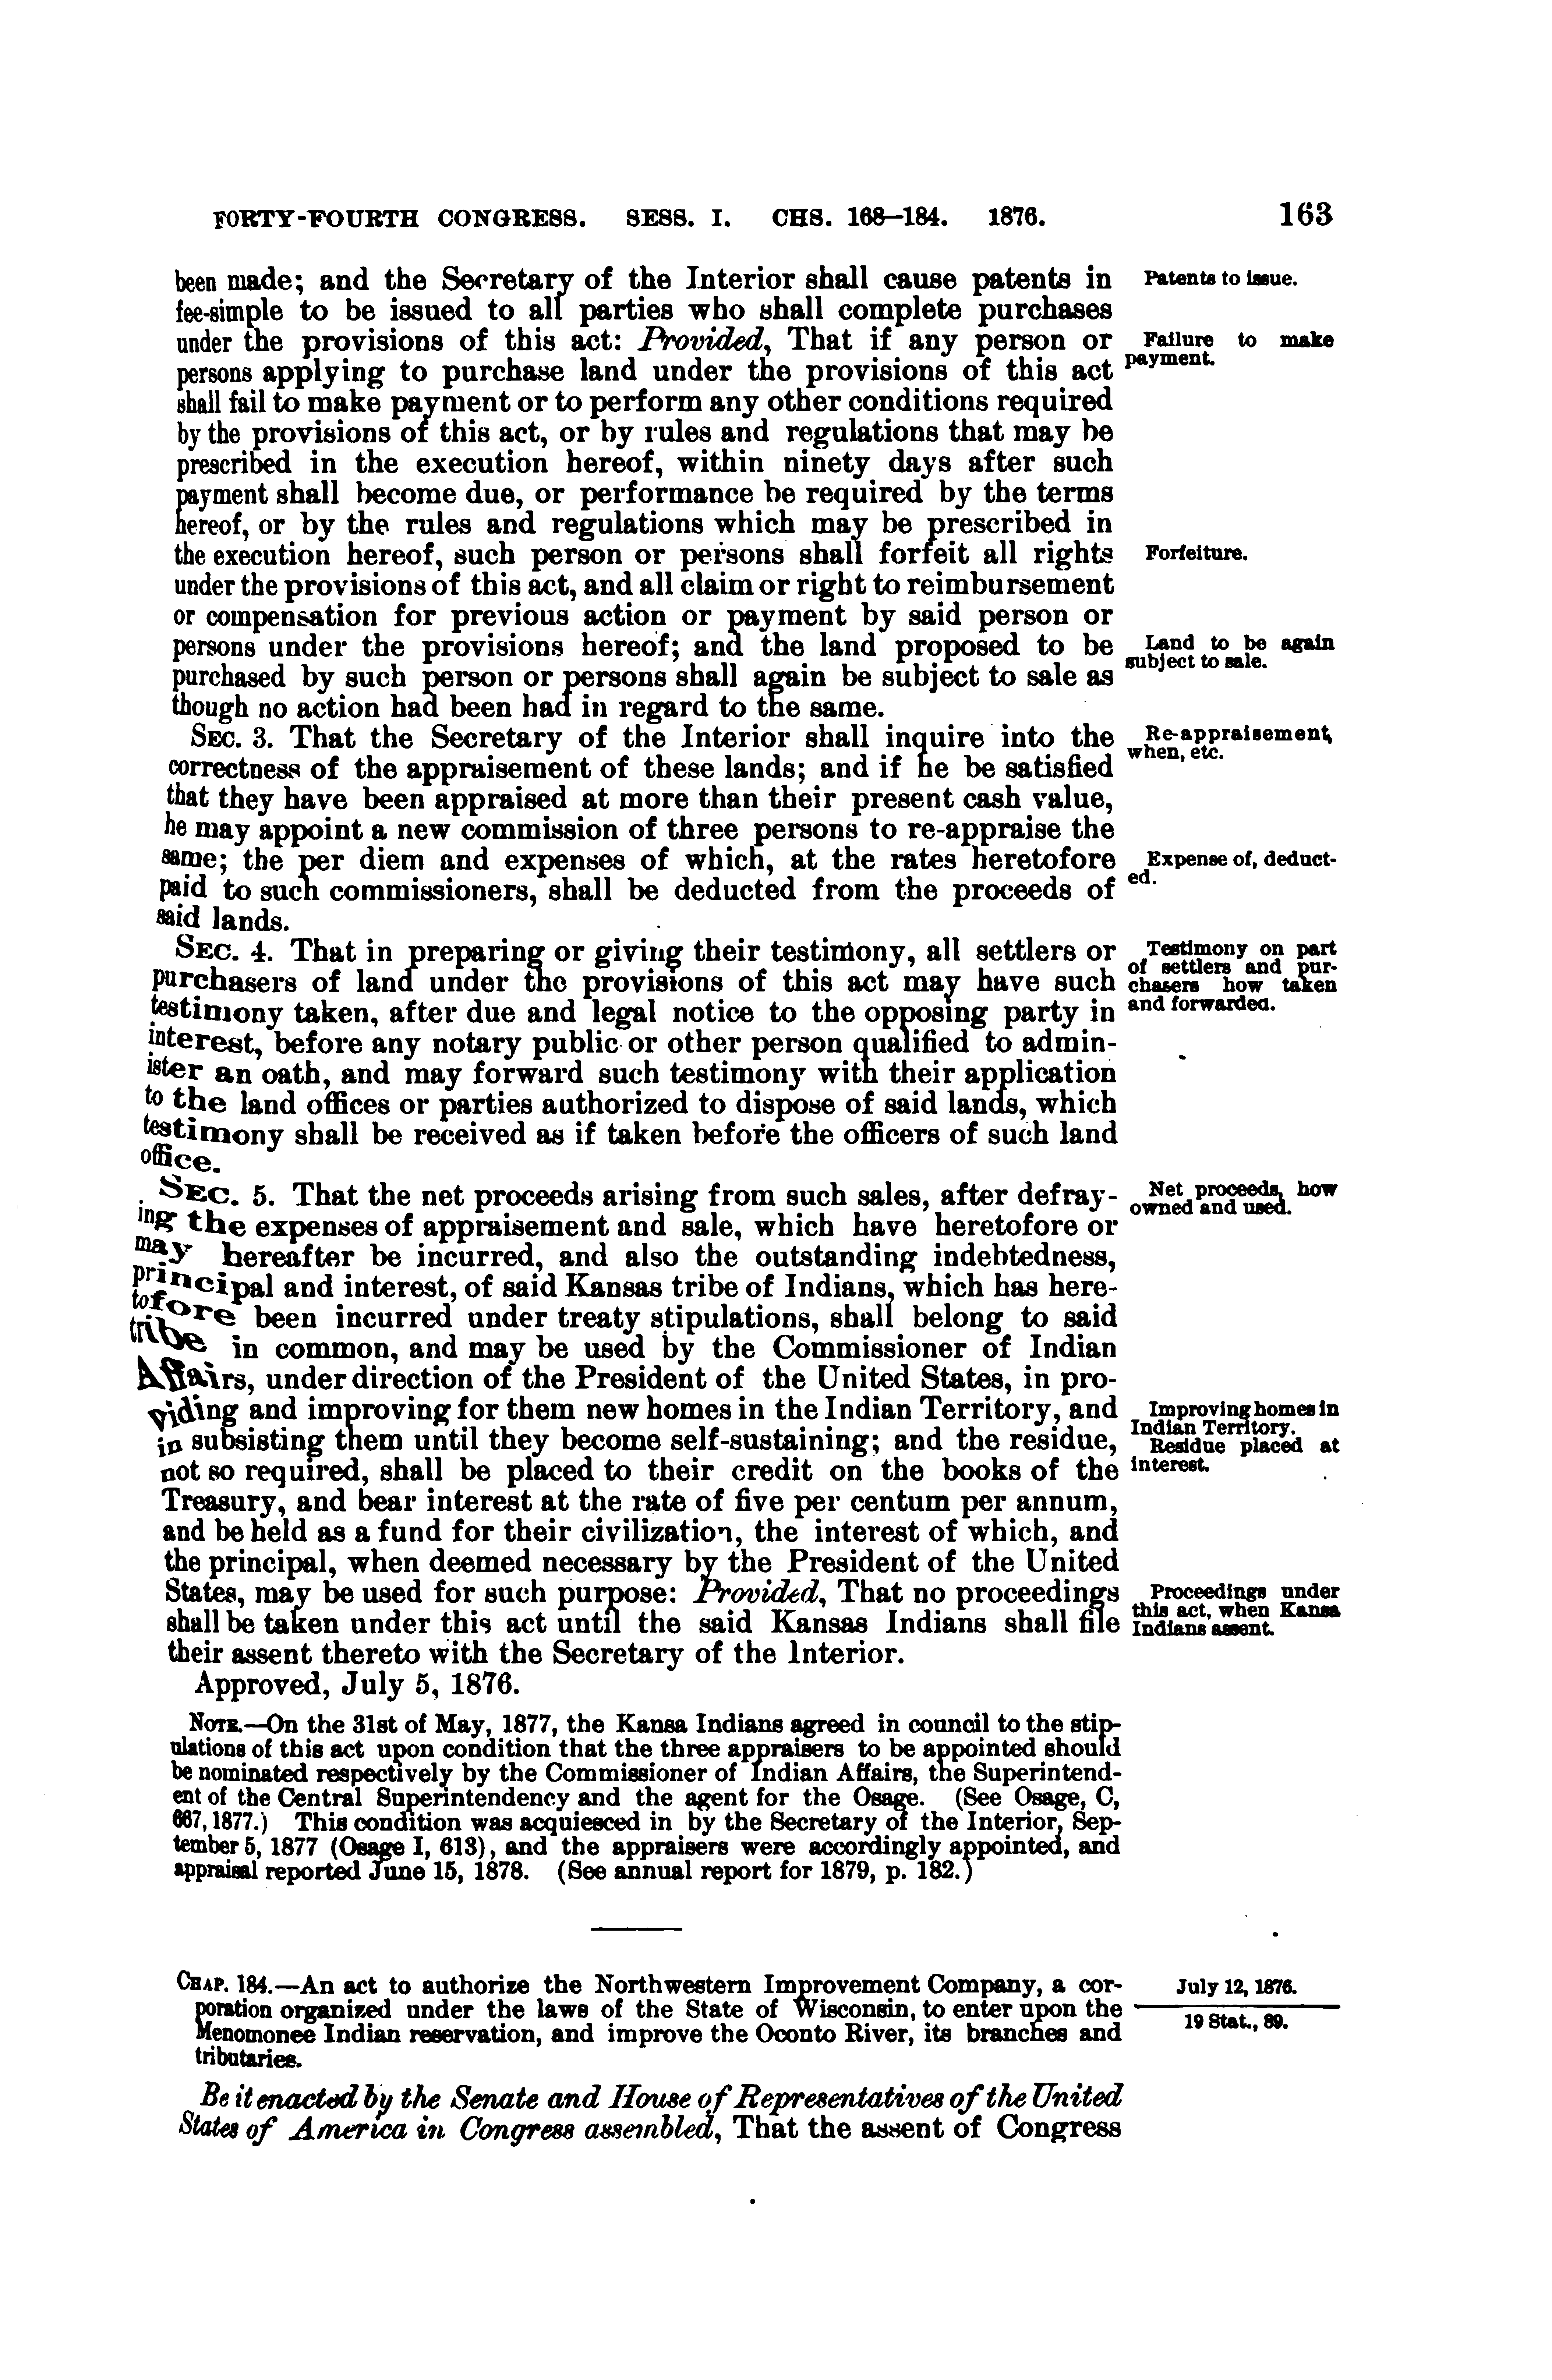 FORTY-FOURTH CONGRESS. SESS. I. CHS. 168–184. 1876. 163
been made; and the Secretary of the Interior shall cause patents in
fee-simple to be issued to all parties who shall complete purchases
under the provisions of this act: Provided, That if any person or
persons applying to purchase land under the provisions of this act
shall fail to make payment or to perform any other conditions required
by the provisions of this act, or by rules and regulations that may be
prescribed in the execution hereof, within ninety days after such
payment shall become due, or performance be required by the terms
hereof, or by the rules and regulations which may be prescribed in
the execution hereof, such person or persons shall forfeit all rights
under the provisions of this act, and all claim or right to reimbursement
or compensation for previous action or payment by said person or
persons under the provisions hereof; and the land proposed to be
purchased by such person or persons shall again be subject to sale as
though no action had been had in regard to the same.
SEC. 3. That the Secretary of the Interior shall inquire into the
correctness of the appraisement of these lands; and if he be satisfied
that they have been appraised at more than their present cash value,
he may appoint a new commission of three persons to re-appraise the
same; the per diem and expenses of which, at the rates heretofore
paid to such commissioners, shall be deducted from the proceeds of
said lands.
SEC. 4. That in preparing or giving their testimony, all settlers or
purchasers of land under the provisions of this act may have such
testimony taken, after due and legal notice to the opposing party in
interest, before any notary public or other person qualified to admin-
ister an oath, and may forward such testimony with their application
to the land offices or parties authorized to dispose of said lands, which
testimony shall be received as if taken before the officers of such land
office.
SEC. 5. That the net proceeds arising from such sales, after defray-
ing the expenses of appraisement and sale, which have heretofore or
may hereafter be incurred, and also the outstanding indebtedness,
principal and interest, of said Kansas tribe of Indians, which has here-
tofore been incurred under treaty stipulations, shall belong to said
tribe in common, and may be used by the Commissioner of Indian
Affairs, under direction of the President of the United States, in pro-
viding and improving for them new homes in the Indian Territory, and
in subsisting them until they become self-sustaining; and the residue,
not so required, shall be placed to their credit on the books of the
Treasury, and bear interest at the rate of five per centum per annum,
and be held as a fund for their civilization, the interest of which, and
the principal, when deemed necessary by the President of the United
States, may be used for such purpose: Provided, That no proceedings
shall be taken under this act until the said Kansas Indians shall file
their assent thereto with the Secretary of the Interior.
Approved, July 5, 1876.
NOTE.—On the 31st of May, 1877, the Kansa Indians agreed in council to the stip-
ulations of this act upon condition that the three appraisers to be appointed should
be nominated respectively by the Commissioner of Indian Affairs, the Superintend-
ent of the Central Superintendency and the agent for the Osage. (See Osage, C,
667, 1877.) This condition was acquiesced in by the Secretary of the Interior, Sep-
tember 5, 1877 (Osage I, 613), and the appraisers were accordingly appointed, and
appraisal reported June 15, 1878. (See annual report for 1879, p. 182.)
CHAP. 184.—An act to authorize the Northwestern Improvement Company, a cor-
poration organized under the laws of the State of Wisconsin, to enter upon the
Menomonee Indian reservation, and improve the Oconto River, its branches and
tributaries.
Be it enacted by the Senate and House of Representatives of the United
States of America in Congress assembled, That the assent of Congress
Patents to issue.
Failure to make
payment.
Forfeiture.
Land to be again
subject to sale.
Re-appraisement,
when, etc.
Expense of, deduct-
ed.
Testimony on part
of settlers and pur-
chasers how taken
and forwarded.
Net proceeds, how
owned and used.
Improving homes in
Indian Territory.
Residue placed at
interest.
Proceedings under
this act, when Kansa
Indians assent.
July 12, 1876.
19 Stat., 89.